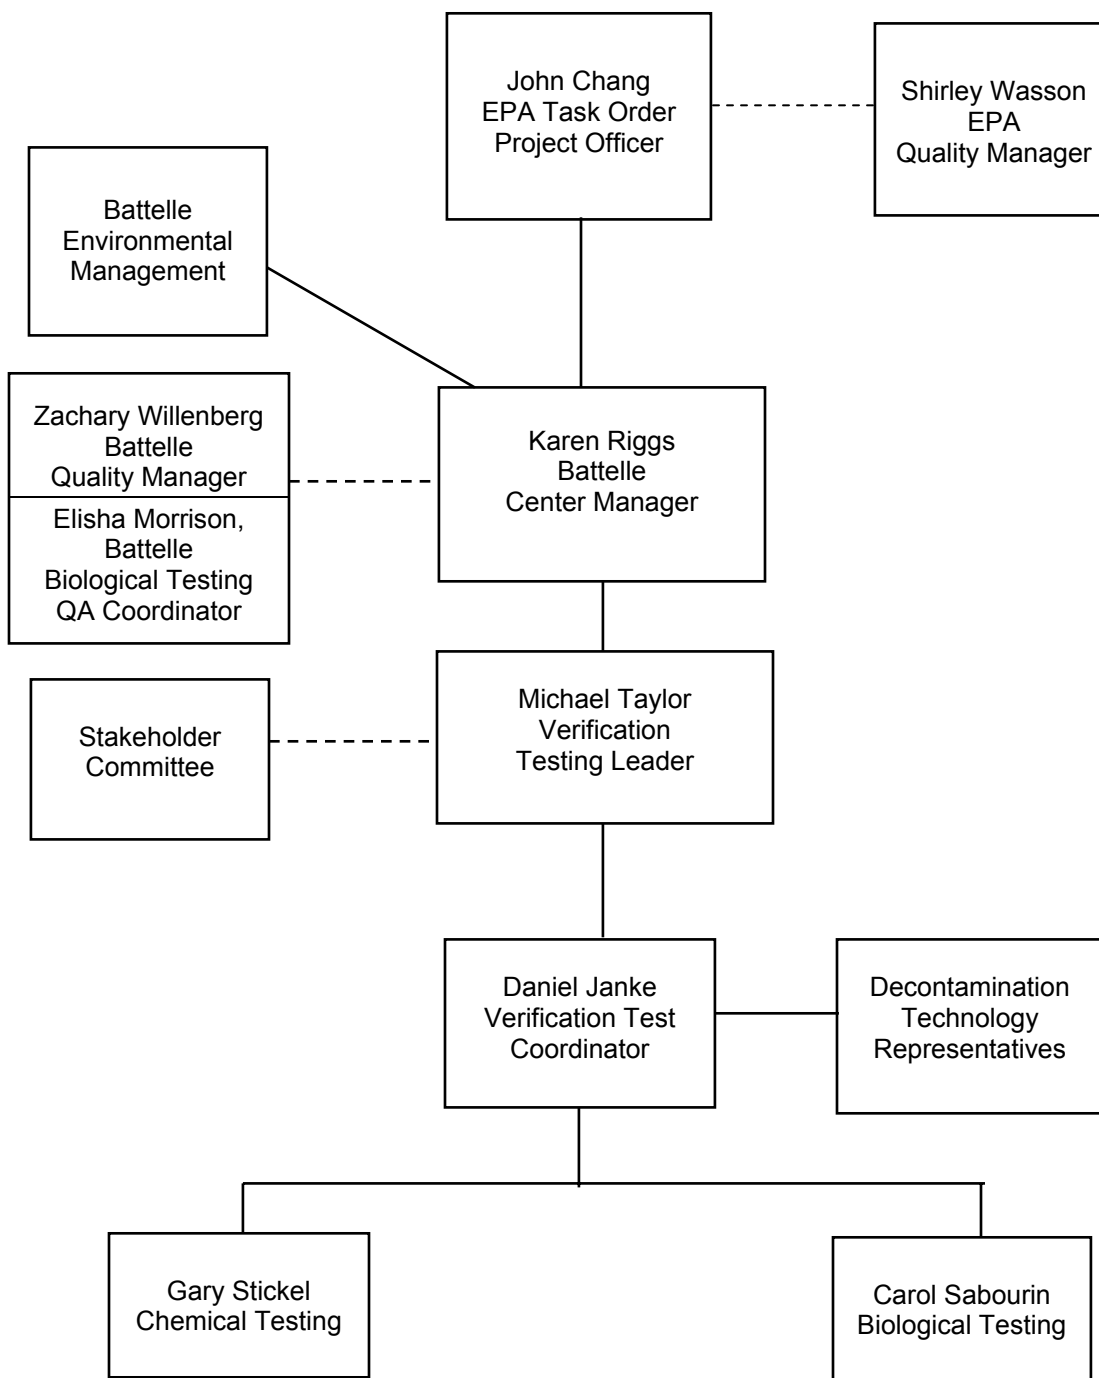 John Chang
EPA Task Order
Project Officer
Shirley Wasson
EPA
Quality Manager
Battelle
Environmental
Management
Zachary Willenberg
Battelle
Quality Manager
Elisha Morrison,
Battelle
Biological Testing
QA Coordinator
Karen Riggs
Battelle
Center Manager
Stakeholder
Committee
Michael Taylor
Verification
Testing Leader
Daniel Janke
Verification Test
Coordinator
Decontamination
Technology
Representatives
Gary Stickel
Chemical Testing
Carol Sabourin
Biological Testing